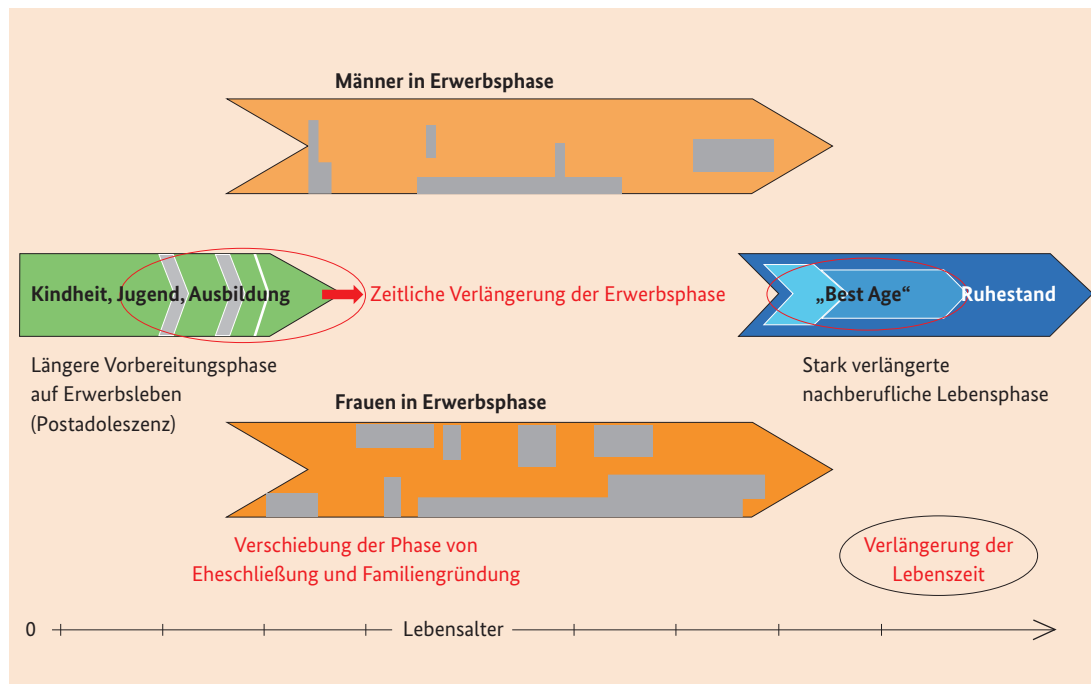 Männer in Erwerbsphase
Kindheit, Jugend, Ausbildung
Zeitliche Verlängerung der Erwerbsphase
„Best Age“
Ruhestand
Längere Vorbereitungsphase
auf Erwerbsleben
(Postadoleszenz)
Stark verlängerte
nachberufliche Lebensphase
Frauen in Erwerbsphase
Verschiebung der Phase von
Eheschließung und Familiengründung
Verlängerung der
Lebenszeit
0
Lebensalter